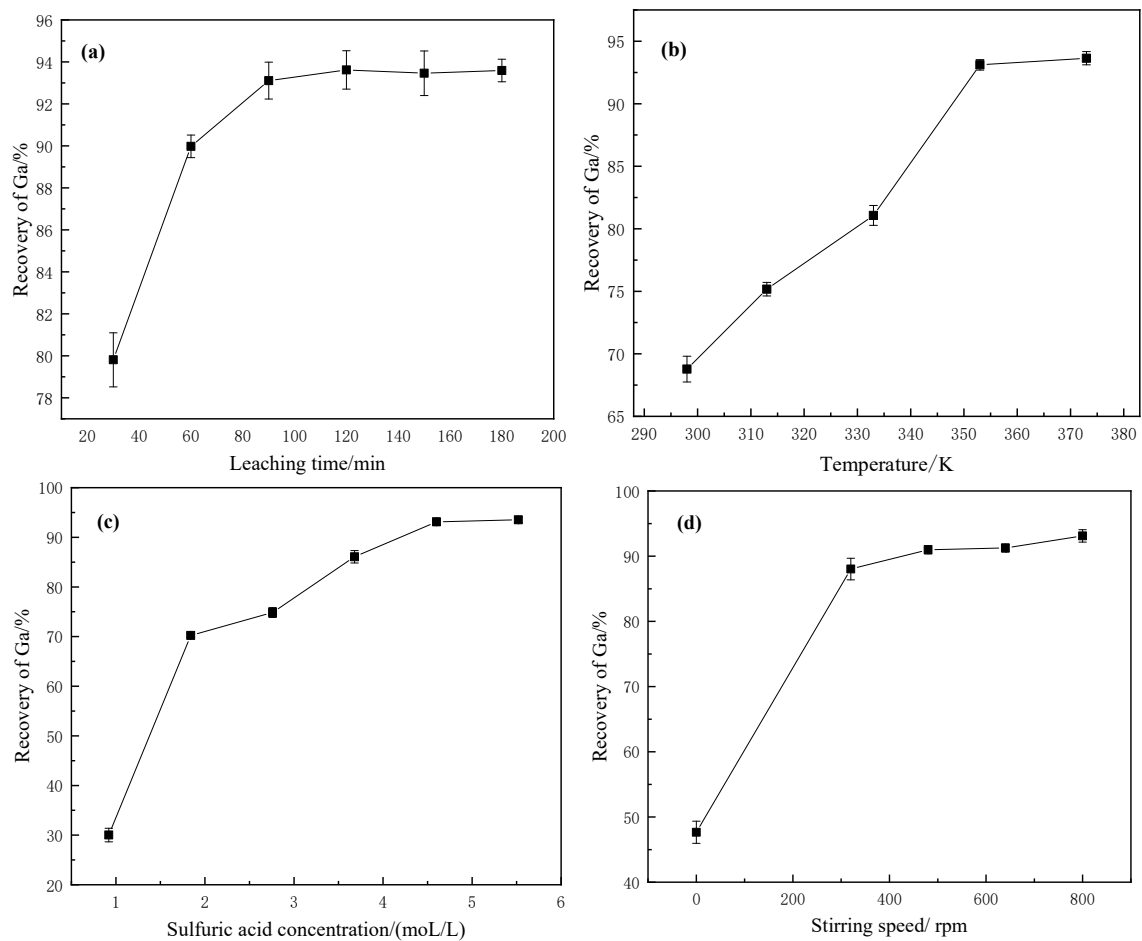 (a)
96
94
92
90
88
86
84
82
80
78
Recovery of Ga/%
20 40 60 80 100 120 140 160 180 200
Leaching time/min
(b)
95
90
85
80
75
70
65
Recovery of Ga/%
290 300 310 320 330 340 350 360 370 380
Temperature/K
(c)
100
90
80
70
60
50
40
30
20
Recovery of Ga/%
1 2 3 4 5 6
Sulfuric acid concentration/(moL/L)
(d)
100
90
80
70
60
50
40
Recovery of Ga/%
0 200 400 600 800
Stirring speed/ rpm